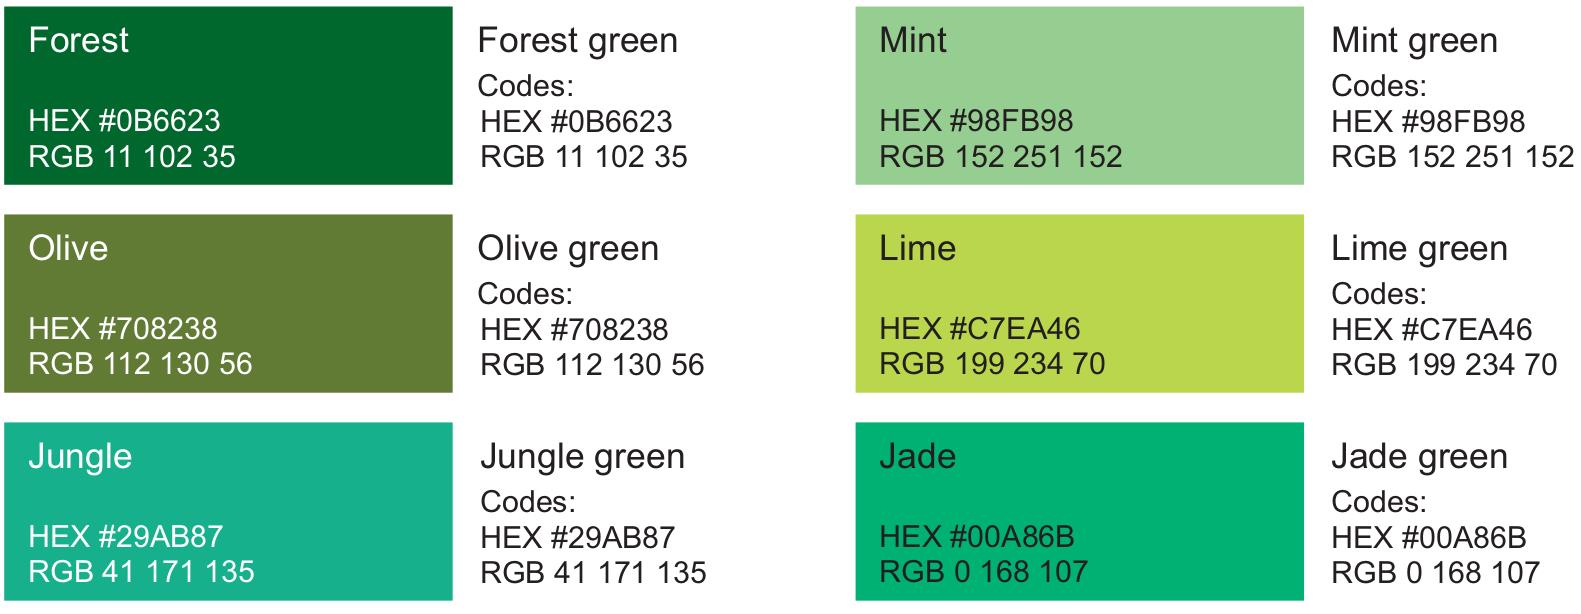 Forest
HEX #0B6623
RGB 11 102 35
Forest green
Codes:
HEX #0B6623
RGB 11 102 35
Mint
HEX #98FB98
RGB 152 251 152
Mint green
Codes:
HEX #98FB98
RGB 152 251 152
Olive
HEX #708238
RGB 112 130 56
Olive green
Codes:
HEX #708238
RGB 112 130 56
Lime
HEX #C7EA46
RGB 199 234 70
Lime green
Codes:
HEX #C7EA46
RGB 199 234 70
Jungle
HEX #29AB87
RGB 41 171 135
Jungle green
Codes:
HEX #29AB87
RGB 41 171 135
Jade
HEX #00A86B
RGB 0 168 107
Jade green
Codes:
HEX #00A86B
RGB 0 168 107